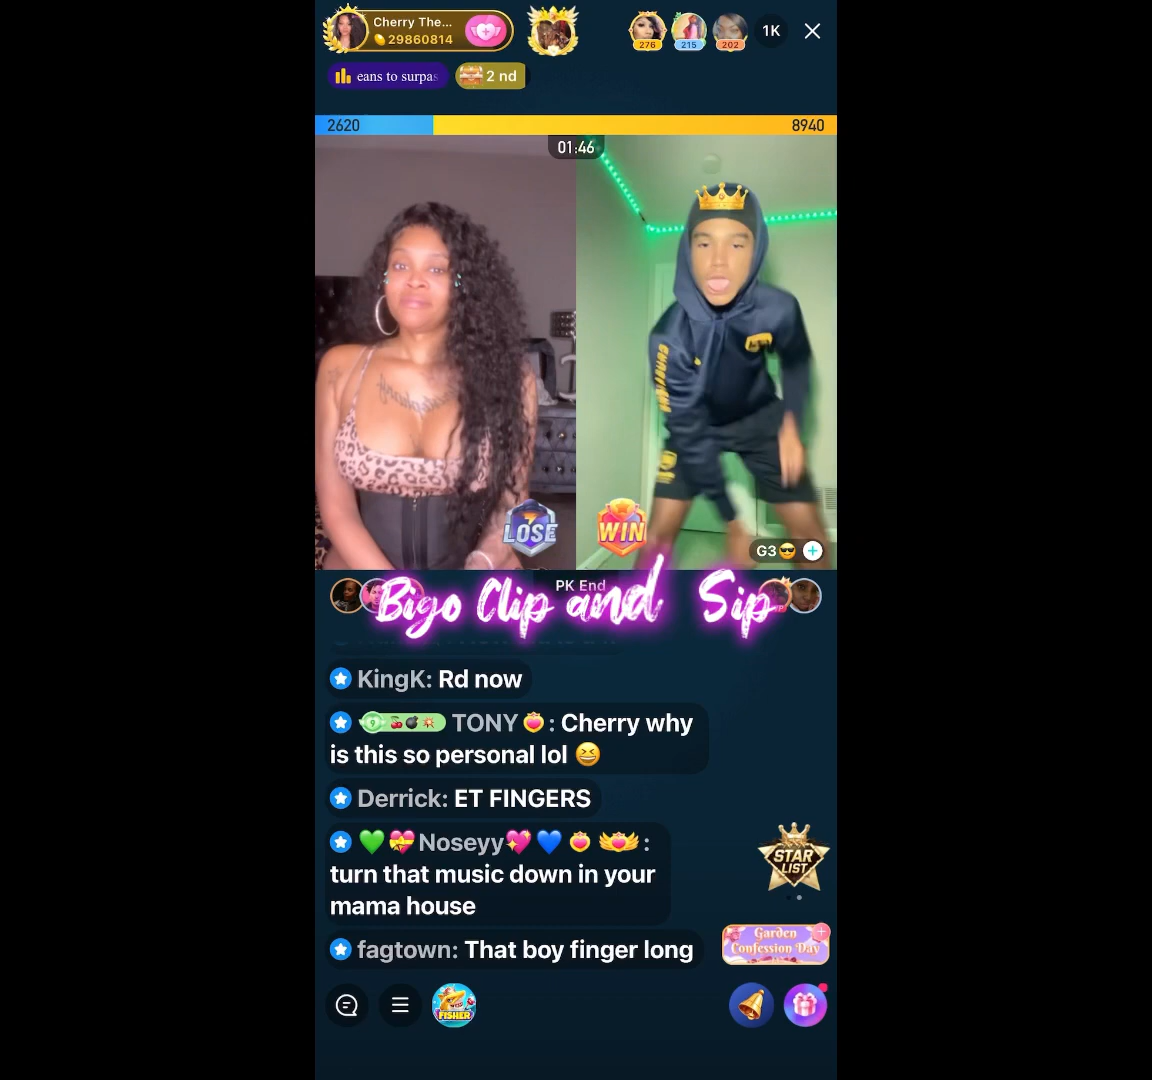 Cherry The...
29860814
276
215
202
1K
eans to surpas
2 nd
2620
8940
01:46
LOSE
WIN
G3
PK End
Bigo Clip and Sip
KingK: Rd now
9
TONY : Cherry why
is this so personal lol 😆
Derrick: ET FINGERS
💚💝Noseyy💖💙 :
turn that music down in your
mama house
fagtown: That boy finger long
STAR
LIST
Garden
Confession Day
FISHER